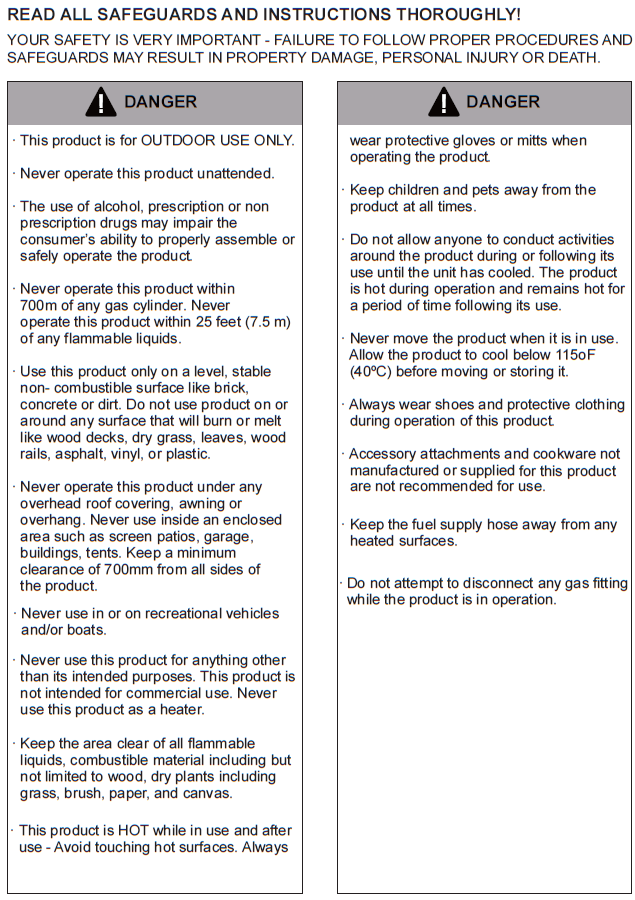 READ ALL SAFEGUARDS AND INSTRUCTIONS THOROUGHLY!
YOUR SAFETY IS VERY IMPORTANT - FAILURE TO FOLLOW PROPER PROCEDURES AND
SAFEGUARDS MAY RESULT IN PROPERTY DAMAGE, PERSONAL INJURY OR DEATH.
DANGER
· This product is for OUTDOOR USE ONLY.
· Never operate this product unattended.
· The use of alcohol, prescription or non
prescription drugs may impair the
consumer's ability to properly assemble or
safely operate the product.
· Never operate this product within
700m of any gas cylinder. Never
operate this product within 25 feet (7.5 m)
of any flammable liquids.
· Use this product only on a level, stable
non- combustible surface like brick,
concrete or dirt. Do not use product on or
around any surface that will burn or melt
like wood decks, dry grass, leaves, wood
rails, asphalt, vinyl, or plastic.
· Never operate this product under any
overhead roof covering, awning or
overhang. Never use inside an enclosed
area such as screen patios, garage,
buildings, tents. Keep a minimum
clearance of 700mm from all sides of
the product.
· Never use in or on recreational vehicles
and/or boats.
· Never use this product for anything other
than its intended purposes. This product is
not intended for commercial use. Never
use this product as a heater.
· Keep the area clear of all flammable
liquids, combustible material including but
not limited to wood, dry plants including
grass, brush, paper, and canvas.
· This product is HOT while in use and after
use - Avoid touching hot surfaces. Always
DANGER
wear protective gloves or mitts when
operating the product.
· Keep children and pets away from the
product at all times.
· Do not allow anyone to conduct activities
around the product during or following its
use until the unit has cooled. The product
is hot during operation and remains hot for
a period of time following its use.
· Never move the product when it is in use.
Allow the product to cool below 115oF
(40ºC) before moving or storing it.
· Always wear shoes and protective clothing
during operation of this product.
· Accessory attachments and cookware not
manufactured or supplied for this product
are not recommended for use.
· Keep the fuel supply hose away from any
heated surfaces.
· Do not attempt to disconnect any gas fitting
while the product is in operation.